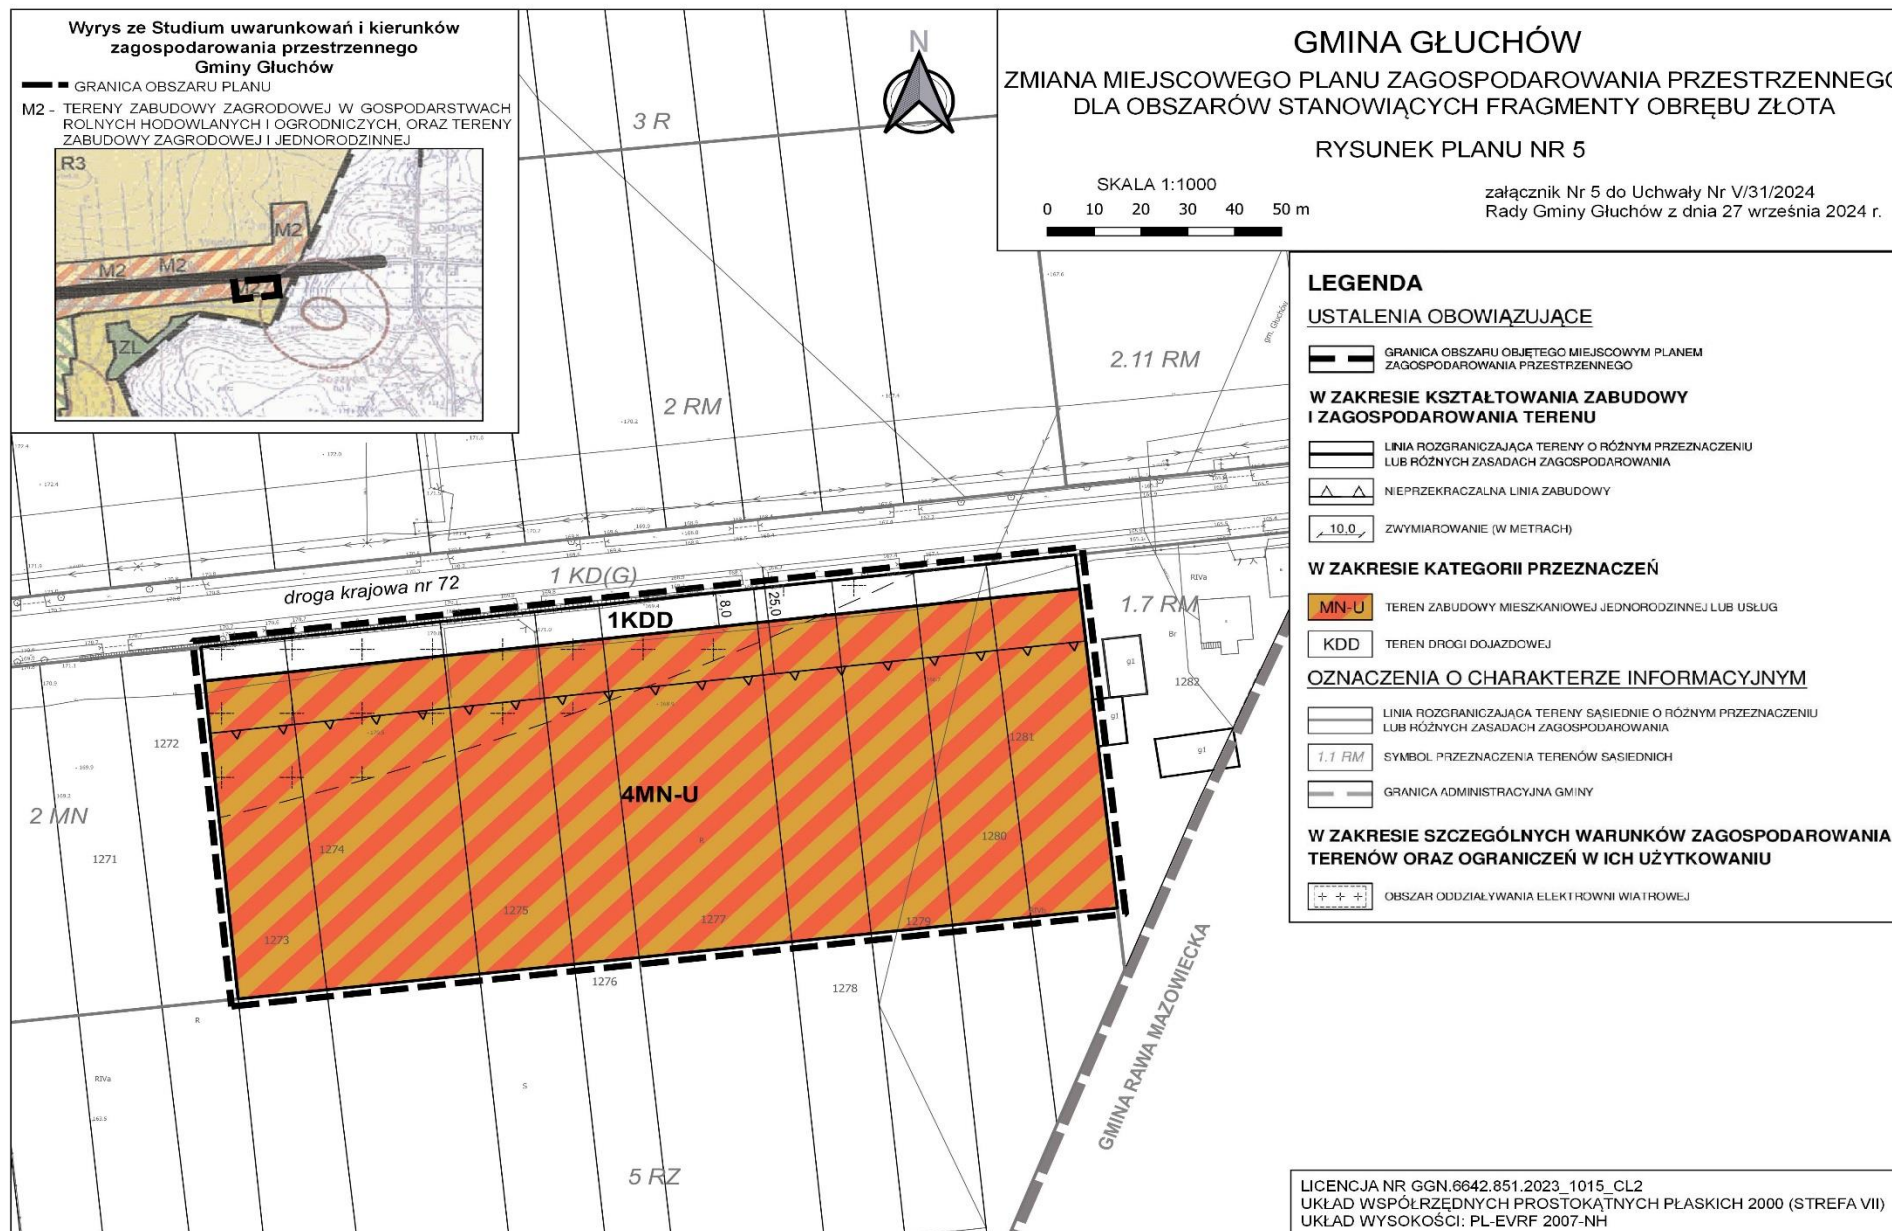 Wyrys ze Studium uwarunkowań i kierunków
zagospodarowania przestrzennego
Gminy Głuchów
GRANICA OBSZARU PLANU
M2 - TERENY ZABUDOWY ZAGRODOWEJ W GOSPODARSTWACH
ROLNYCH HODOWLANYCH I OGRODNICZYCH, ORAZ TERENY
ZABUDOWY ZAGRODOWEJ I JEDNORODZINNEJ
R3
M2
M2
M2
M2
ZL
N
GMINA GŁUCHÓW
ZMIANA MIEJSCOWEGO PLANU ZAGOSPODAROWANIA PRZESTRZENNEGO
DLA OBSZARÓW STANOWIĄCYCH FRAGMENTY OBRĘBU ZŁOTA
RYSUNEK PLANU NR 5
SKALA 1:1000
0 10 20 30 40 50 m
załącznik Nr 5 do Uchwały Nr V/31/2024
Rady Gminy Głuchów z dnia 27 września 2024 r.
LEGENDA
USTALENIA OBOWIĄZUJĄCE
GRANICA OBSZARU OBJĘTEGO MIEJSCOWYM PLANEM
ZAGOSPODAROWANIA PRZESTRZENNEGO
W ZAKRESIE KSZTAŁTOWANIA ZABUDOWY
I ZAGOSPODAROWANIA TERENU
LINIA ROZGRANICZAJĄCA TERENY O RÓŻNYM PRZEZNACZENIU
LUB RÓŻNYCH ZASADACH ZAGOSPODAROWANIA
NIEPRZEKRACZALNA LINIA ZABUDOWY
10,0 ZWYMIAROWANIE (W METRACH)
W ZAKRESIE KATEGORII PRZEZNACZEŃ
MN-U TEREN ZABUDOWY MIESZKANIOWEJ JEDNORODZINNEJ LUB USŁUG
KDD TEREN DROGI DOJAZDOWEJ
OZNACZENIA O CHARAKTERZE INFORMACYJNYM
LINIA ROZGRANICZAJĄCA TERENY SĄSIEDNIE O RÓŻNYM PRZEZNACZENIU
LUB RÓŻNYCH ZASADACH ZAGOSPODAROWANIA
1.1 RM SYMBOL PRZEZNACZENIA TERENÓW SĄSIEDNICH
GRANICA ADMINISTRACYJNA GMINY
W ZAKRESIE SZCZEGÓLNYCH WARUNKÓW ZAGOSPODAROWANIA
TERENÓW ORAZ OGRANICZEŃ W ICH UŻYTKOWANIU
OBSZAR ODDZIAŁYWANIA ELEKTROWNI WIATROWEJ
3 R
2 RM
2.11 RM
gm. Głuchów
droga krajowa nr 72
1 KD(G)
1KDD
8,0
25,0
1.7 RM
RIVa
Br
g1
g1
g1
1282
1281
1272
2 MN
1271
4MN-U
R
1274
1280
1275
1277
1279
1273
1276
1278
R
RIVa
S
5 RZ
GMINA RAWA MAZOWIECKA
LICENCJA NR GGN.6642.851.2023_1015_CL2
UKŁAD WSPÓŁRZĘDNYCH PROSTOKĄTNYCH PŁASKICH 2000 (STREFA VII)
UKŁAD WYSOKOŚCI: PL-EVRF 2007-NH